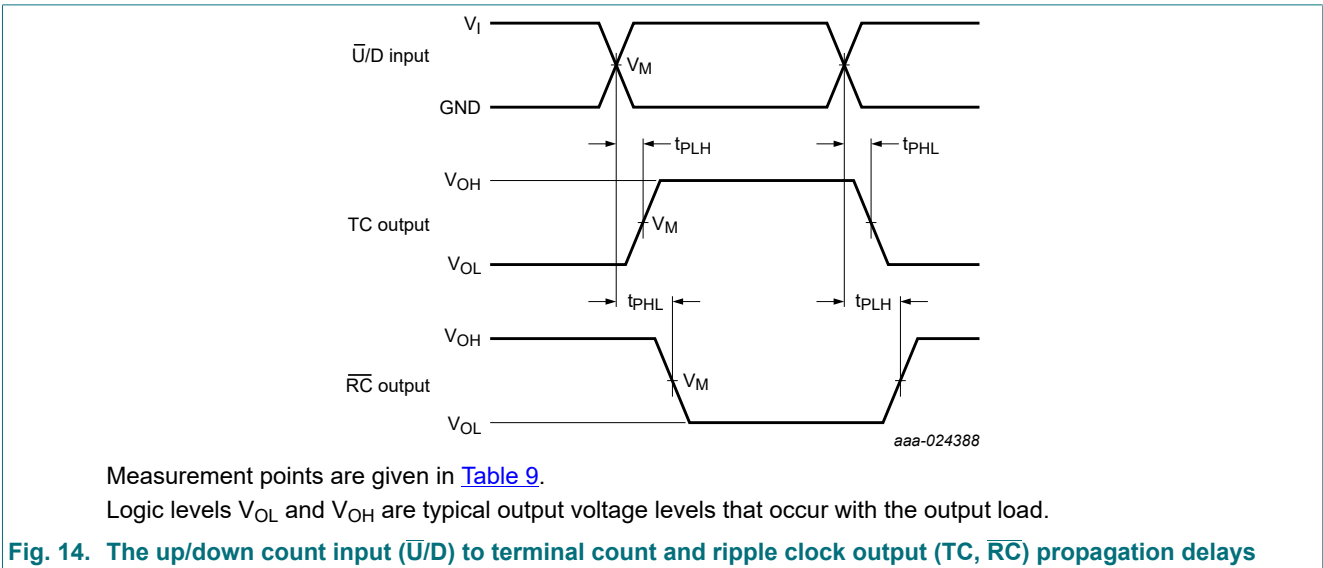 V_I
U̅/D input
V_M
GND
t_PLH
t_PHL
V_OH
TC output
V_M
V_OL
t_PHL
t_PLH
V_OH
R̅C̅ output
V_M
V_OL
aaa-024388
Measurement points are given in Table 9.
Logic levels V_OL and V_OH are typical output voltage levels that occur with the output load.
Fig. 14. The up/down count input (U̅/D) to terminal count and ripple clock output (TC, R̅C̅) propagation delays